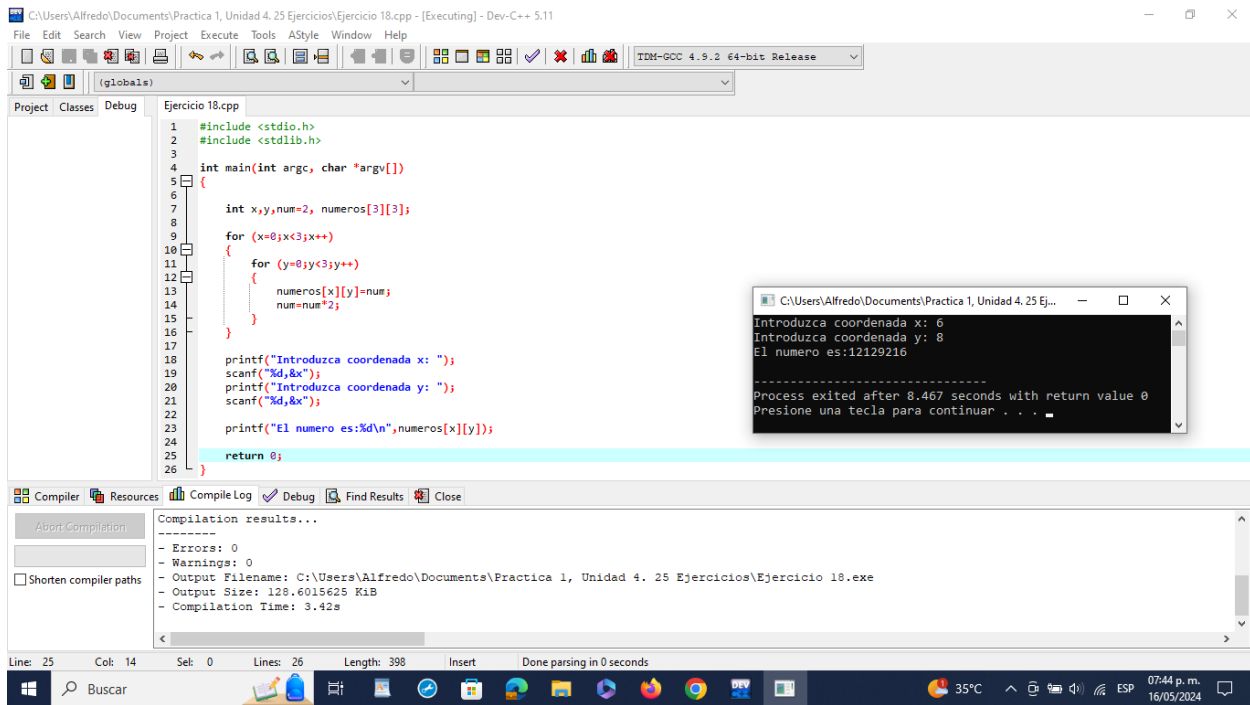 C:\Users\Alfredo\Documents\Practica 1, Unidad 4. 25 Ejercicios\Ejercicio 18.cpp - [Executing] - Dev-C++ 5.11
File Edit Search View Project Execute Tools AStyle Window Help
TDM-GCC 4.9.2 64-bit Release
(globals)
Project Classes Debug Ejercicio 18.cpp
1 #include <stdio.h>
2 #include <stdlib.h>
3
4 int main(int argc, char *argv[])
5 {
6
7 int x,y,num=2, numeros[3][3];
8
9 for (x=0;x<3;x++)
10 {
11 for (y=0;y<3;y++)
12 {
13 numeros[x][y]=num;
14 num=num*2;
15 }
16 }
17
18 printf("Introduzca coordenada x: ");
19 scanf("%d,&x");
20 printf("Introduzca coordenada y: ");
21 scanf("%d,&x");
22
23 printf("El numero es:%d\n",numeros[x][y]);
24
25 return 0;
26 }
C:\Users\Alfredo\Documents\Practica 1, Unidad 4. 25 Ej...
Introduzca coordenada x: 6
Introduzca coordenada y: 8
El numero es:12129216
--------------------------------
Process exited after 8.467 seconds with return value 0
Presione una tecla para continuar . . .
Compiler Resources Compile Log Debug Find Results Close
Abort Compilation
Shorten compiler paths
Compilation results...
--------
- Errors: 0
- Warnings: 0
- Output Filename: C:\Users\Alfredo\Documents\Practica 1, Unidad 4. 25 Ejercicios\Ejercicio 18.exe
- Output Size: 128.6015625 KiB
- Compilation Time: 3.42s
Line: 25 Col: 14 Sel: 0 Lines: 26 Length: 398 Insert Done parsing in 0 seconds
Buscar
DEV
35°C
ESP
07:44 p. m.
16/05/2024